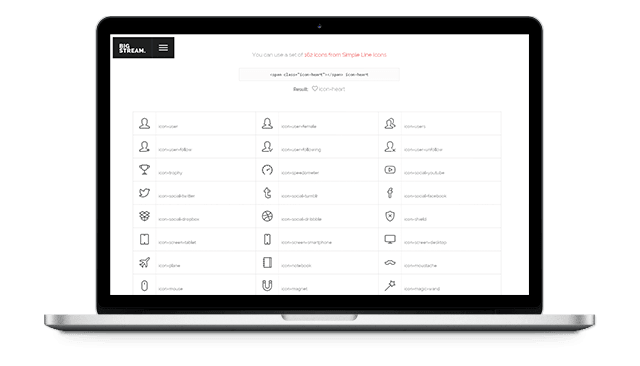 BIG
STREAM.
You can use a set of 162 icons from Simple Line Icons
<span class="icon-heart"></span> icon-heart
Result: icon-heart
icon-user icon-user-female icon-users
icon-user-follow icon-user-following icon-user-unfollow
icon-trophy icon-speedometer icon-social-youtube
icon-social-twitter icon-social-tumblr icon-social-facebook
icon-social-dropbox icon-social-dribbble icon-shield
icon-screen-tablet icon-screen-smartphone icon-screen-desktop
icon-plane icon-notebook icon-moustache
icon-mouse icon-magnet icon-magic-wand